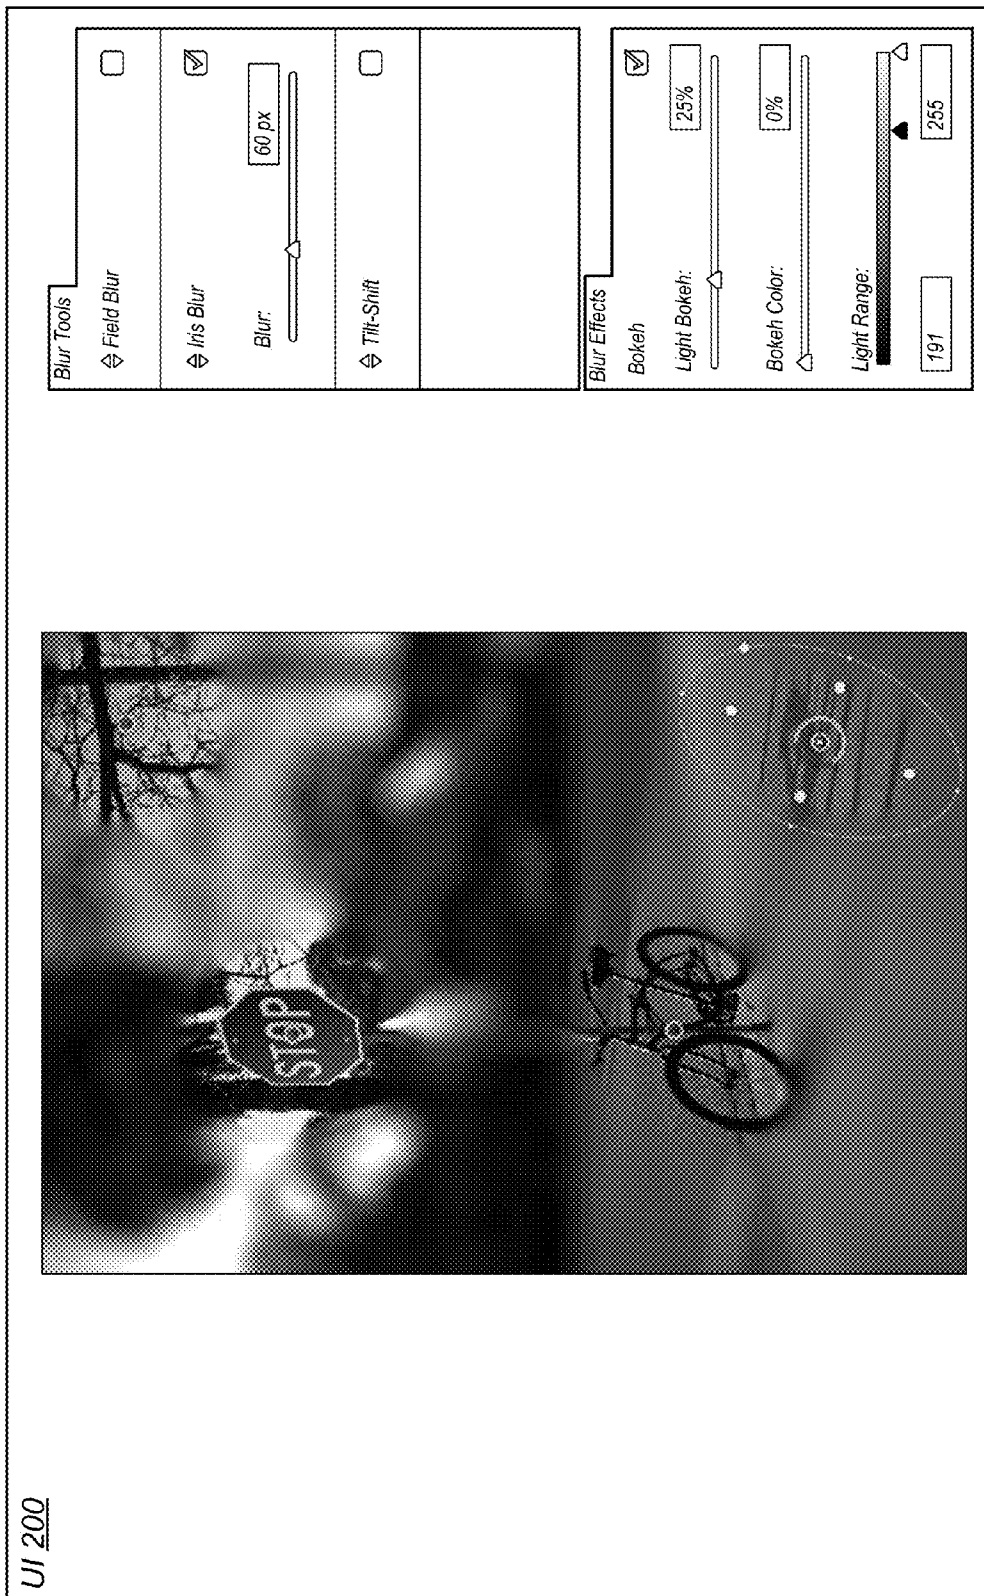 UI 200
Blur Tools
Field Blur
Iris Blur
Blur:
60 px
Tilt-Shift
Blur Effects
Bokeh
Light Bokeh:
25%
Bokeh Color:
0%
Light Range:
191
255
STOP